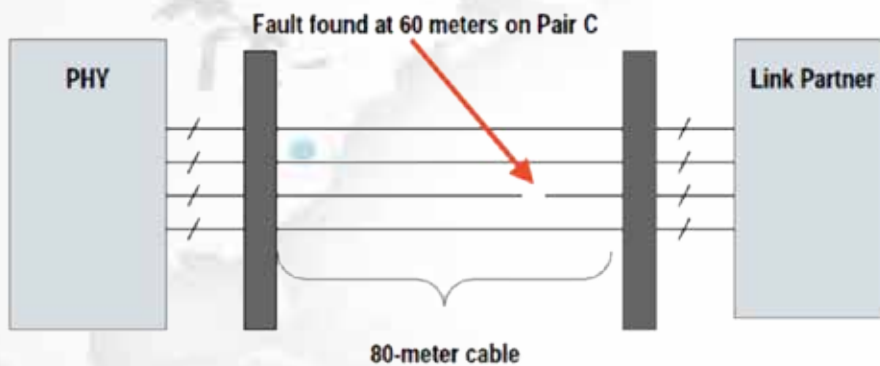 Fault found at 60 meters on Pair C
PHY
Link Partner
80-meter cable